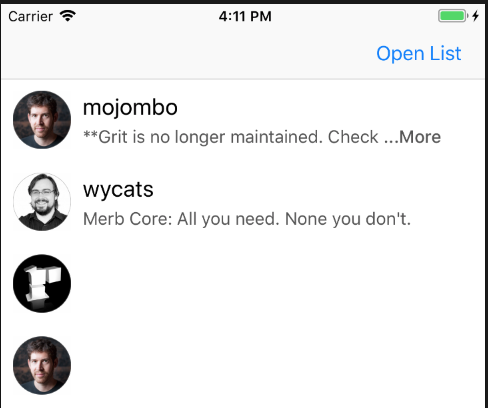 Carrier 4:11 PM
Open List
mojombo
**Grit is no longer maintained. Check ...More
wycats
Merb Core: All you need. None you don't.